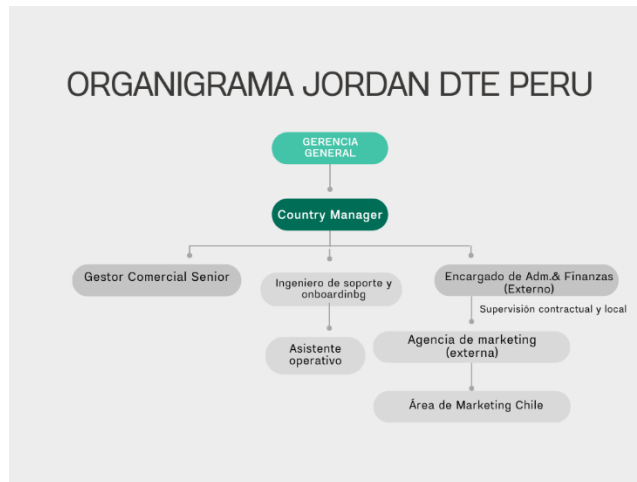 ORGANIGRAMA JORDAN DTE PERU
GERENCIA
GENERAL
Country Manager
Gestor Comercial Senior
Ingeniero de soporte y
onboardinbg
Encargado de Adm.& Finanzas
(Externo)
Supervisión contractual y local
Asistente
operativo
Agencia de marketing
(externa)
Área de Marketing Chile